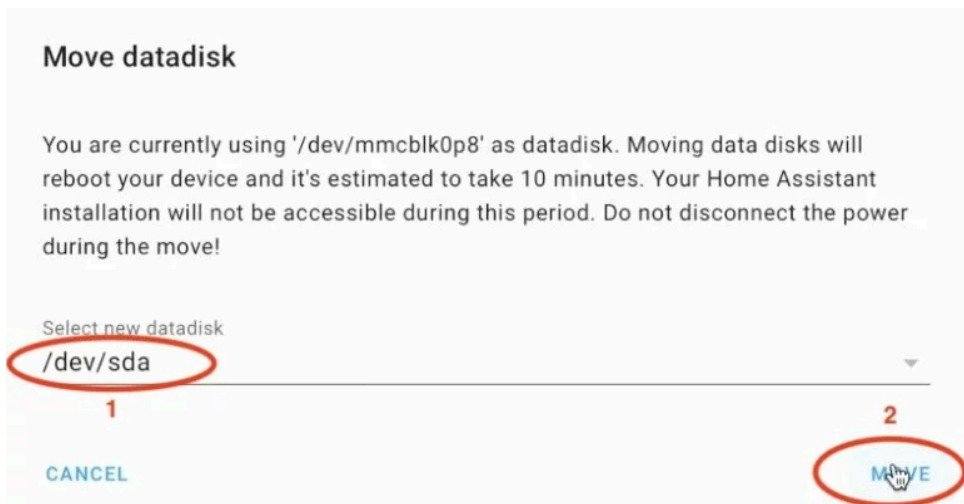 Move datadisk
You are currently using '/dev/mmcblk0p8' as datadisk. Moving data disks will
reboot your device and it's estimated to take 10 minutes. Your Home Assistant
installation will not be accessible during this period. Do not disconnect the power
during the move!
Select new datadisk
/dev/sda
1
2
CANCEL
MOVE